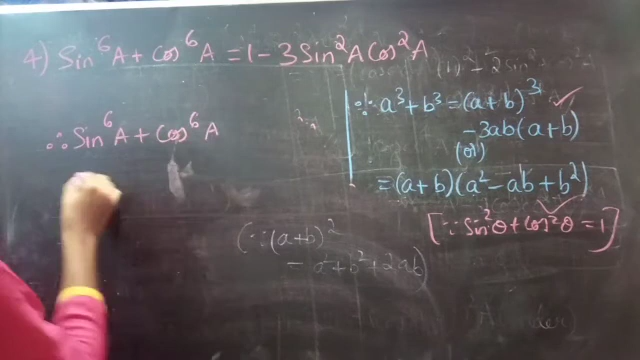 4) Sin⁶A + Cos⁶A = 1 - 3Sin²A Cos²A
∵ a³ + b³ = (a + b)³
- 3ab(a + b)
(or)
= (a + b)(a² - ab + b²)
[∵ Sin²θ + Cos²θ = 1]
∴ Sin⁶A + Cos⁶A
(∵ (a + b)²
- a² + b² + 2ab)